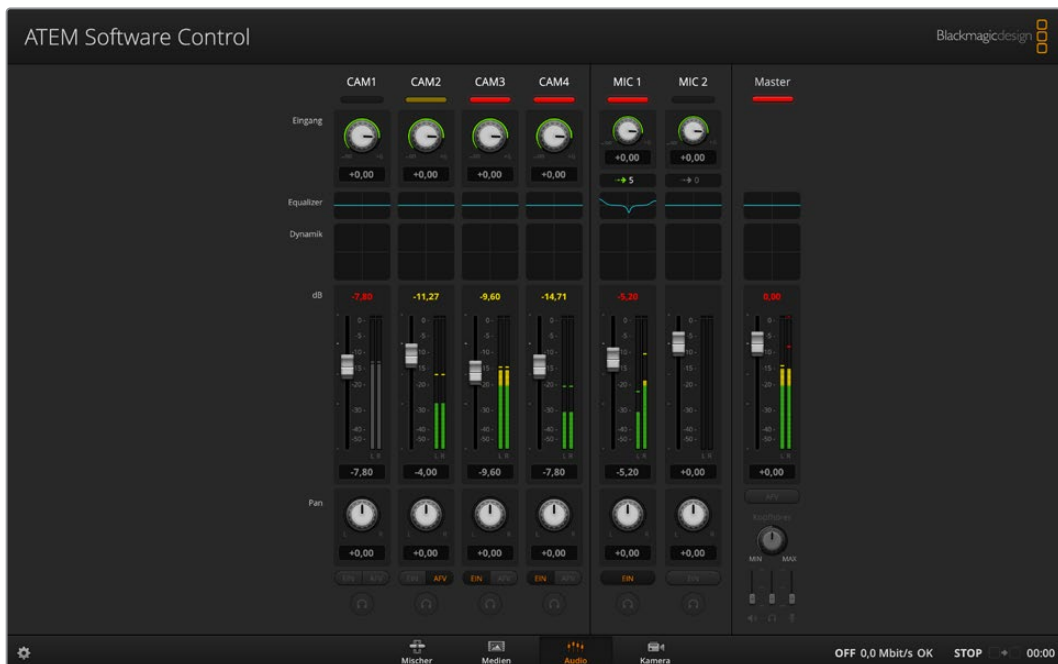 ATEM Software Control
Blackmagicdesign
CAM1 CAM2 CAM3 CAM4 MIC 1 MIC 2 Master
Eingang
+0,00 +0,00
+0,00 +0,00 +0,00 +0,00
5 0
Equalizer
Dynamik
dB -7,80 -11,27 -9,60 -14,71 -5,20 0,00
-7,80 -4,00 -9,60 -7,80 -5,20 +0,00 +0,00
Pan
L R L R L R L R L R L R
AFV
Kopfhörer
+0,00 +0,00 +0,00 +0,00 +0,00 +0,00
MIN MAX
EIN AFV EIN AFV EIN AFV EIN AFV EIN EIN
Mischer Medien Audio Kamera
OFF 0,0 Mbit/s OK STOP 00:00